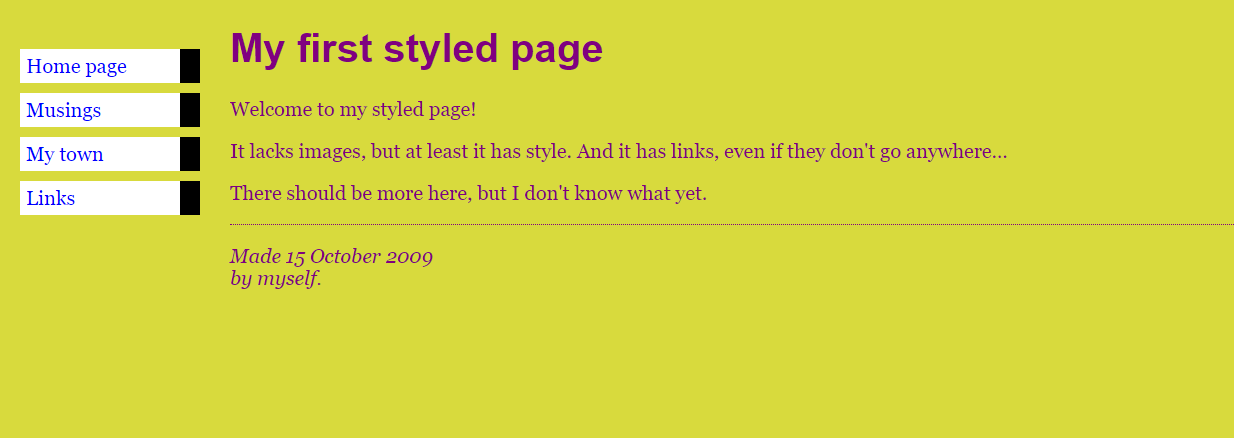 Home page
Musings
My town
Links
My first styled page
Welcome to my styled page!
It lacks images, but at least it has style. And it has links, even if they don't go anywhere…
There should be more here, but I don't know what yet.
Made 15 October 2009
by myself.